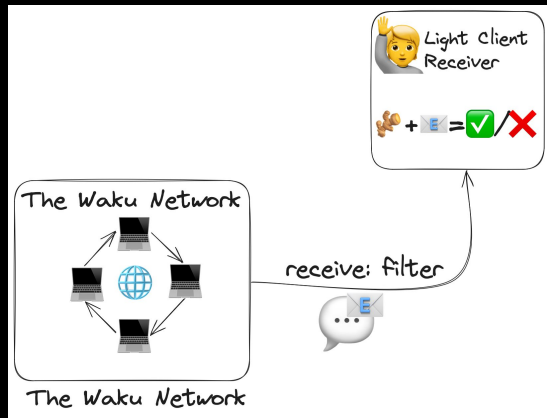 Light Client
Receiver
+ E = /
The Waku Network
receive: filter
E
The Waku Network